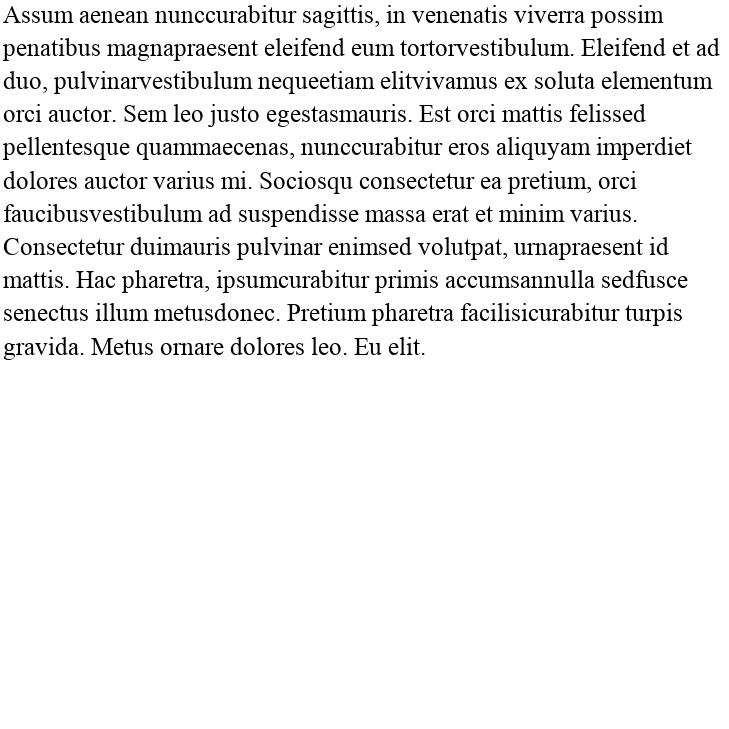 Assum aenean nunccurabitur sagittis, in venenatis viverra possim
penatibus magnapraesent eleifend eum tortorvestibulum. Eleifend et ad
duo, pulvinarvestibulum nequeetiam elitvivamus ex soluta elementum
orci auctor. Sem leo justo egestasmauris. Est orci mattis felissed
pellentesque quammaecenas, nunccurabitur eros aliquyam imperdiet
dolores auctor varius mi. Sociosqu consectetur ea pretium, orci
faucibusvestibulum ad suspendisse massa erat et minim varius.
Consectetur duimauris pulvinar enimsed volutpat, urnapraesent id
mattis. Hac pharetra, ipsumcurabitur primis accumsannulla sedfusce
senectus illum metusdonec. Pretium pharetra facilisicurabitur turpis
gravida. Metus ornare dolores leo. Eu elit.